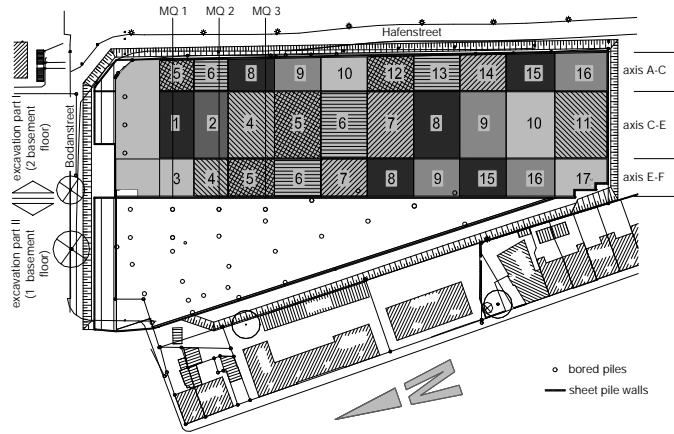 MQ 1 MQ 2 MQ 3
Hafenstreet
5 6 8 9 10 12 13 14 15 16 axis A-C
excavation part I
(2 basement
floor)
Bodanstreet
1 2 4 5 6 7 8 9 10 11 axis C-E
3 4 5 6 7 8 9 15 16 17 axis E-F
excavation part II
(1 basement
floor)
bored piles
sheet pile walls
N